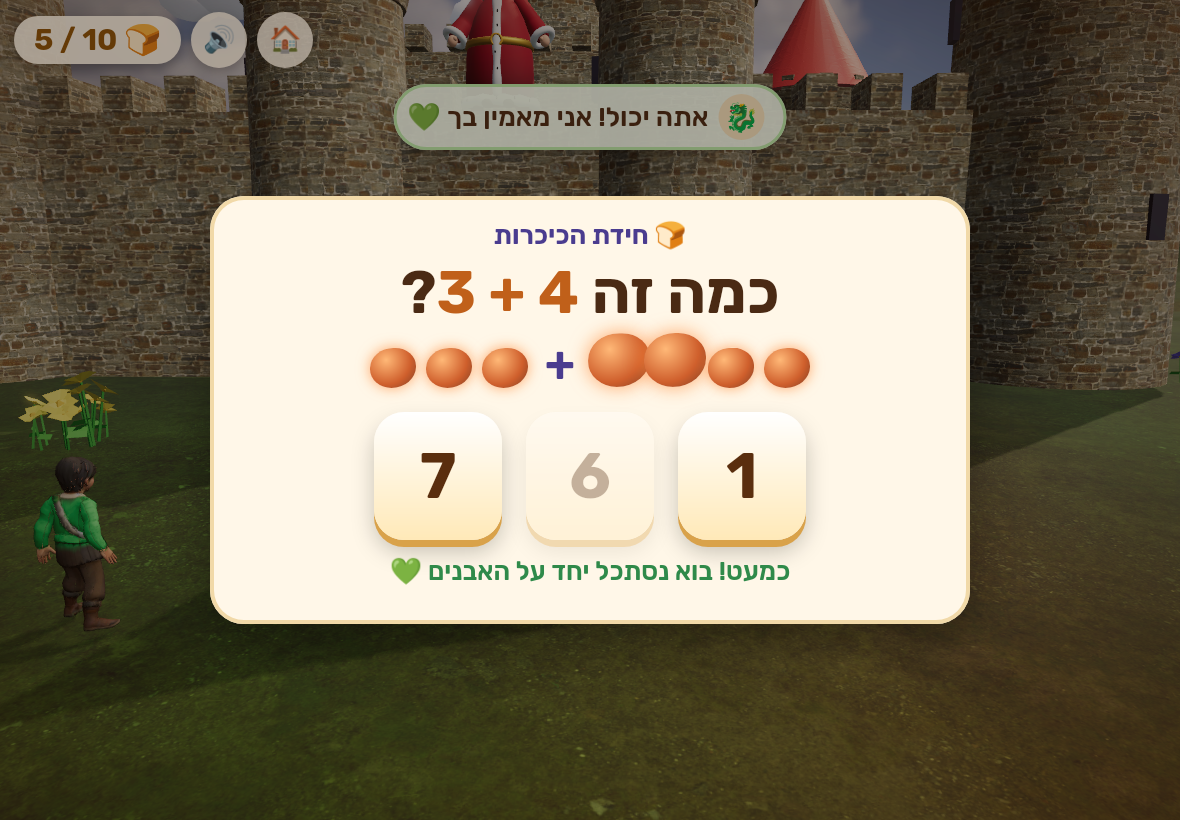 5 / 10
אתה יכול! אני מאמין בך
חידת הכיכרות
כמה זה 4 + 3?
+
7 6 1
כמעט! בוא נסתכל יחד על האבנים